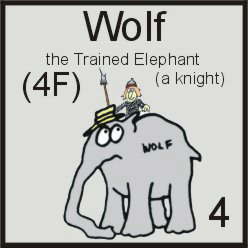 Wolf
the Trained Elephant
(4F) (a knight)
WOLF
4